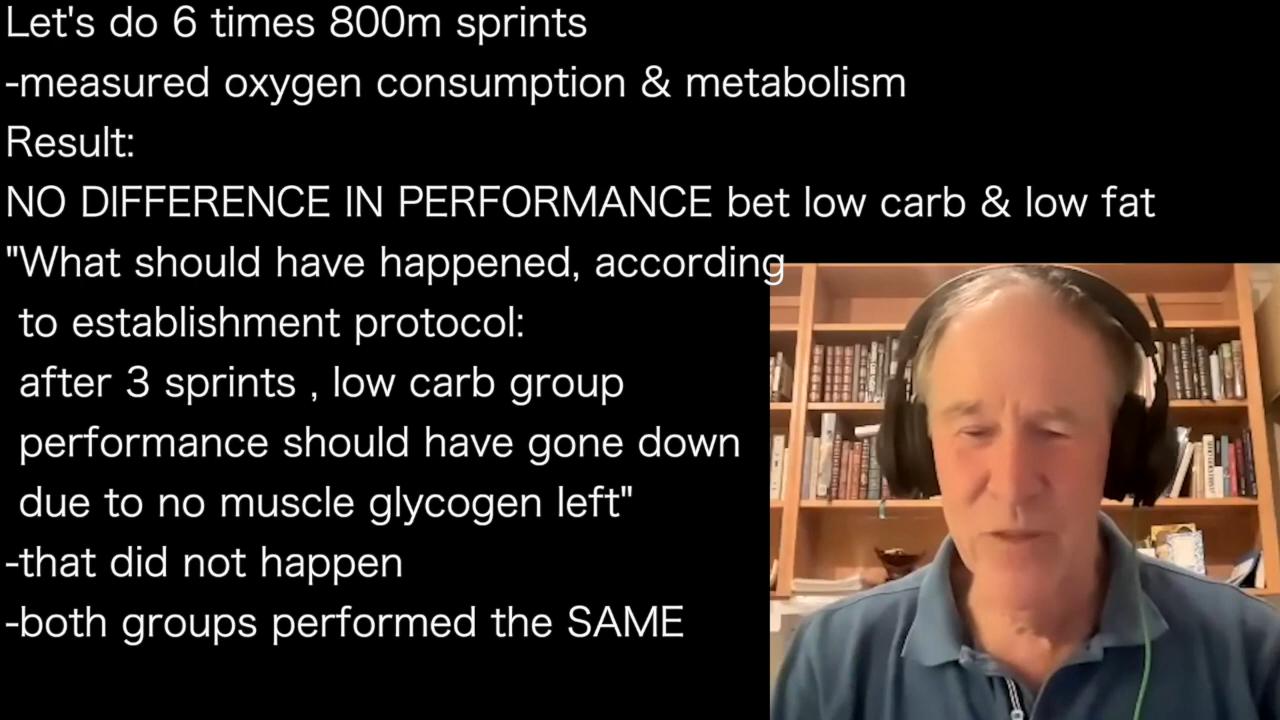 Let's do 6 times 800m sprints
-measured oxygen consumption & metabolism
Result:
NO DIFFERENCE IN PERFORMANCE bet low carb & low fat
"What should have happened, according
to establishment protocol:
after 3 sprints , low carb group
performance should have gone down
due to no muscle glycogen left"
-that did not happen
-both groups performed the SAME